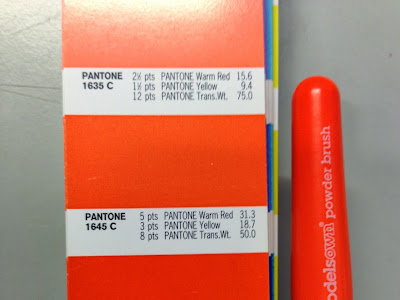 PANTONE 2½ pts PANTONE Warm Red 15.6
1635 C 1½ pts PANTONE Yellow 9.4
12 pts PANTONE Trans.Wt. 75.0
PANTONE 5 pts PANTONE Warm Red 31.3
1645 C 3 pts PANTONE Yellow 18.7
8 pts PANTONE Trans.Wt. 50.0
odelsown powder brush